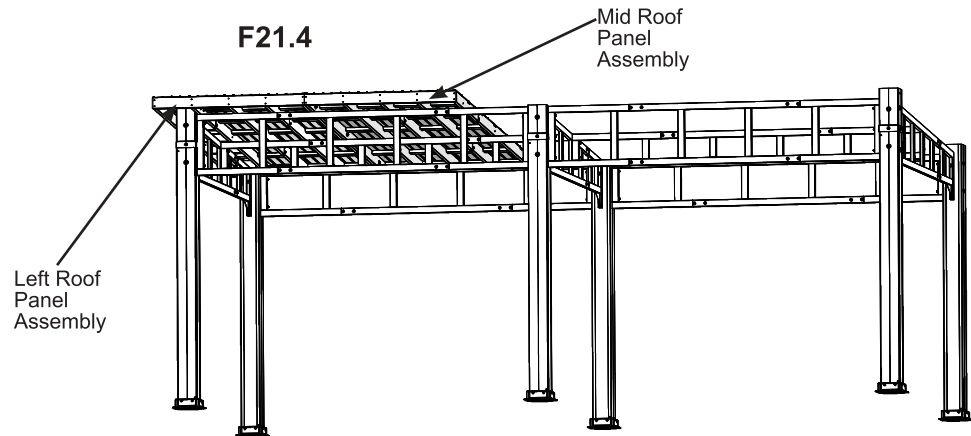 F21.4
Mid Roof
Panel
Assembly
Left Roof
Panel
Assembly